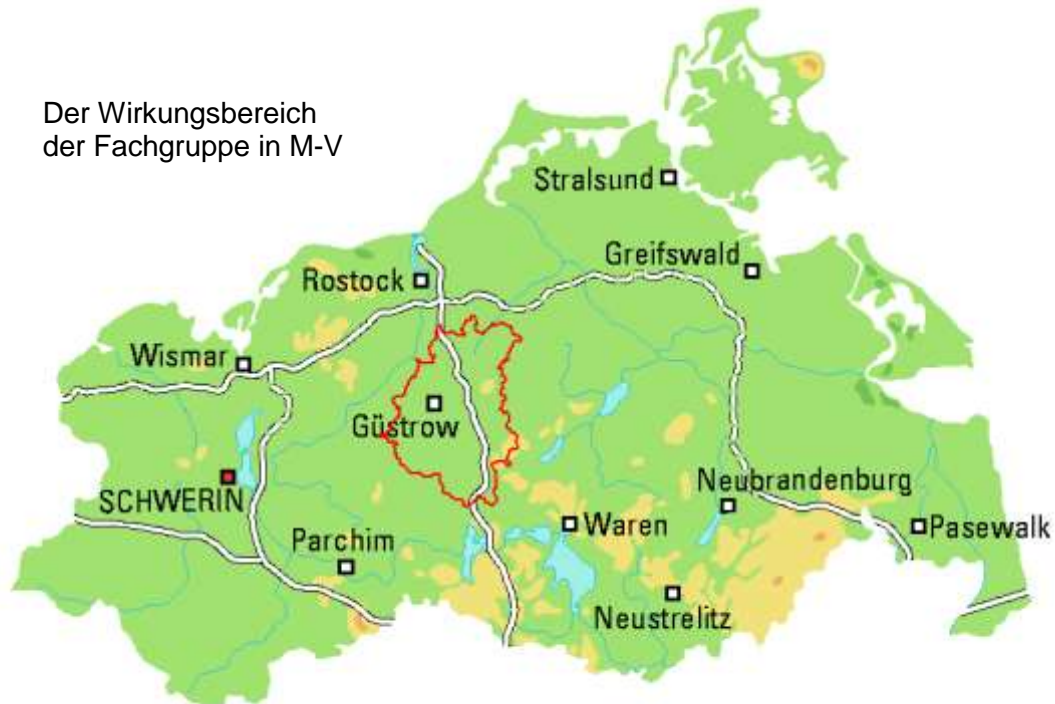 Der Wirkungsbereich
der Fachgruppe in M-V
Stralsund
Greifswald
Rostock
Wismar
Güstrow
SCHWERIN
Neubrandenburg
Waren
Pasewalk
Parchim
Neustrelitz